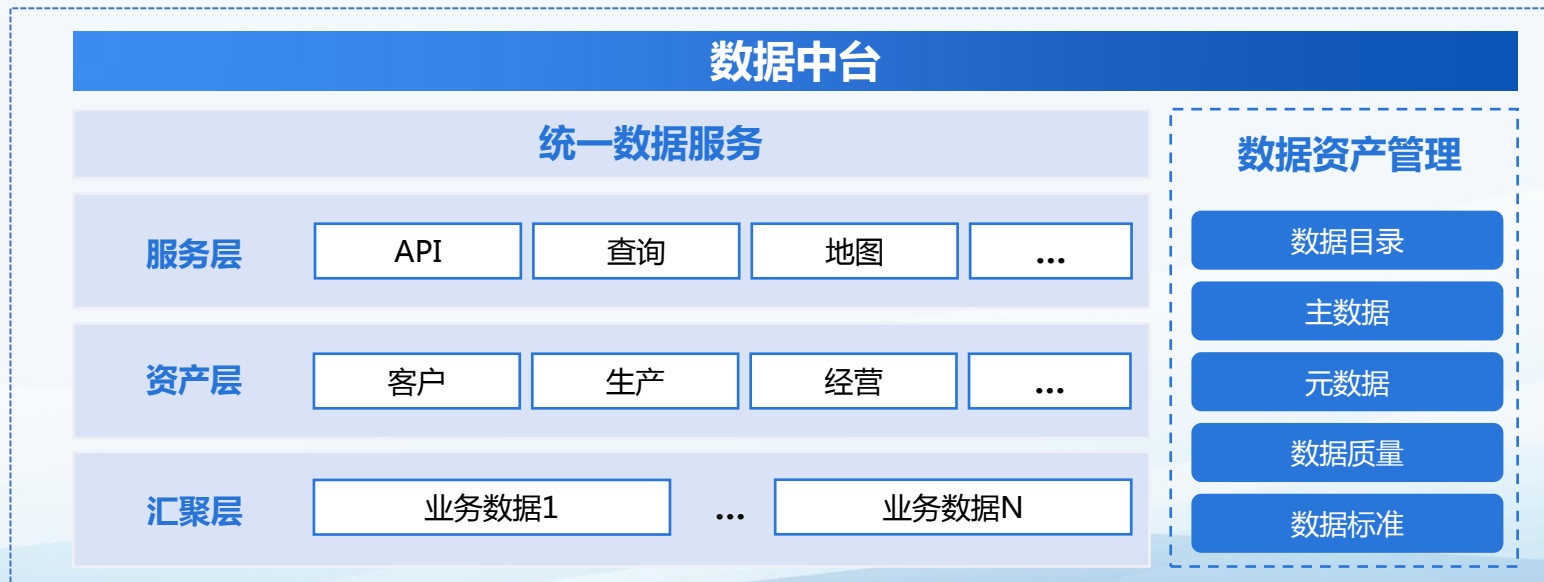 数据中台
统一数据服务
服务层
API
查询
地图
...
资产层
客户
生产
经营
...
汇聚层
业务数据1
...
业务数据N
数据资产管理
数据目录
主数据
元数据
数据质量
数据标准